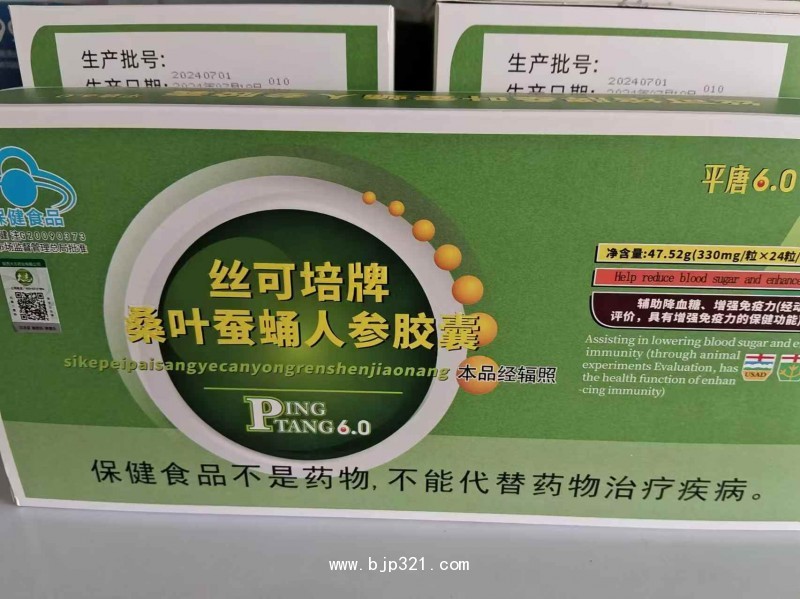 生产批号:
20240701
生产日期:
010
生产批号:
20240701
生产日期:
010
平唐6.0
保健食品
净含量:47.52g(330mg/粒×24粒/
Help reduce blood sugar and enhance
辅助降血糖、增强免疫力(经动
评价，具有增强免疫力的保健功能)
Assisting in lowering blood sugar and e
immunity (through animal
experiments Evaluation, has
the health function of enhan
-cing immunity)
USAD
丝可培牌
桑叶蚕蛹人参胶囊
sikepeipaisangyecanyongrenshenjiaonang
本品经辐照
PING
TANG6.0
保健食品不是药物,不能代替药物治疗疾病。
www.bjp321.com